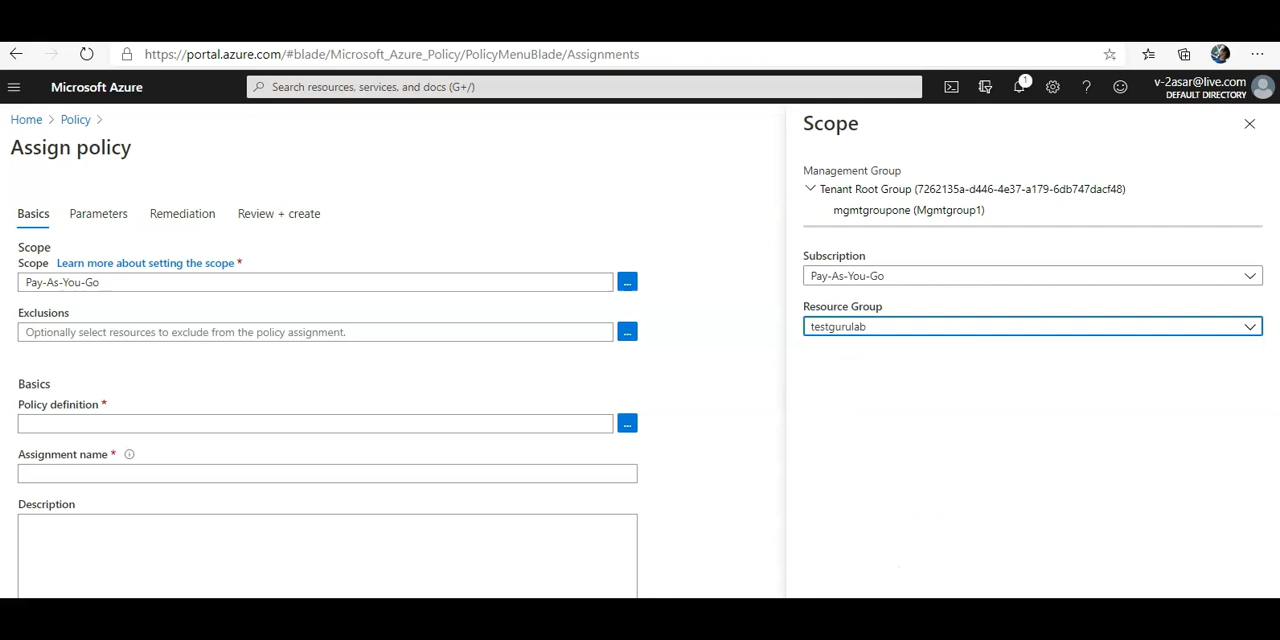 https://portal.azure.com/#blade/Microsoft_Azure_Policy/PolicyMenuBlade/Assignments
Microsoft Azure
Search resources, services, and docs (G+/)
1
v-2asar@live.com
DEFAULT DIRECTORY
Home > Policy >
Assign policy
Basics Parameters Remediation Review + create
Scope
Scope Learn more about setting the scope *
Pay-As-You-Go
...
Exclusions
Optionally select resources to exclude from the policy assignment.
...
Basics
Policy definition *
...
Assignment name *
Description
Scope
Management Group
Tenant Root Group (7262135a-d446-4e37-a179-6db747dacf48)
mgmtgroupone (Mgmtgroup1)
Subscription
Pay-As-You-Go
Resource Group
testgurulab